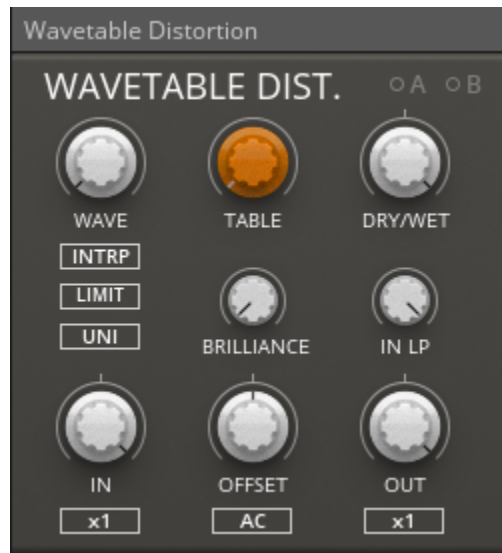 Wavetable Distortion
WAVETABLE DIST. A B
WAVE TABLE DRY/WET
INTRP
LIMIT
UNI
BRILLIANCE IN LP
IN OFFSET OUT
x1 AC x1